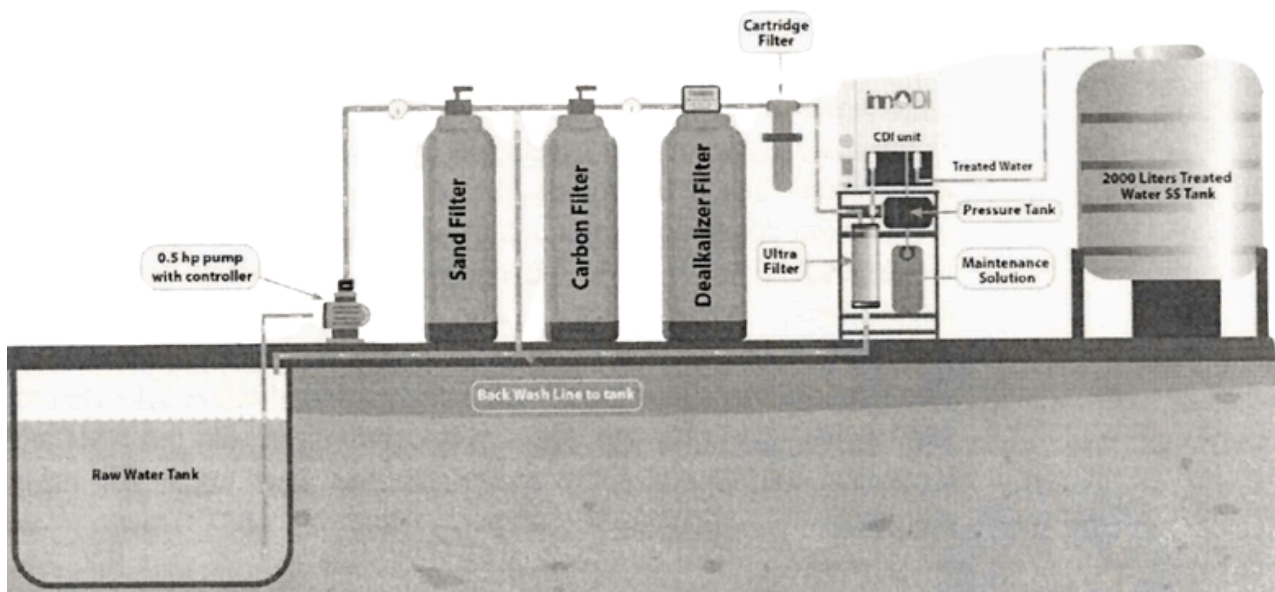 Cartridge
Filter
innODI
CDI unit
Treated Water
2000 Liters Treated
Water SS Tank
Pressure Tank
Ultra
Filter
Maintenance
Solution
0.5 hp pump
with controller
Sand Filter
Carbon Filter
Dealkalizer Filter
Back Wash Line to tank
Raw Water Tank